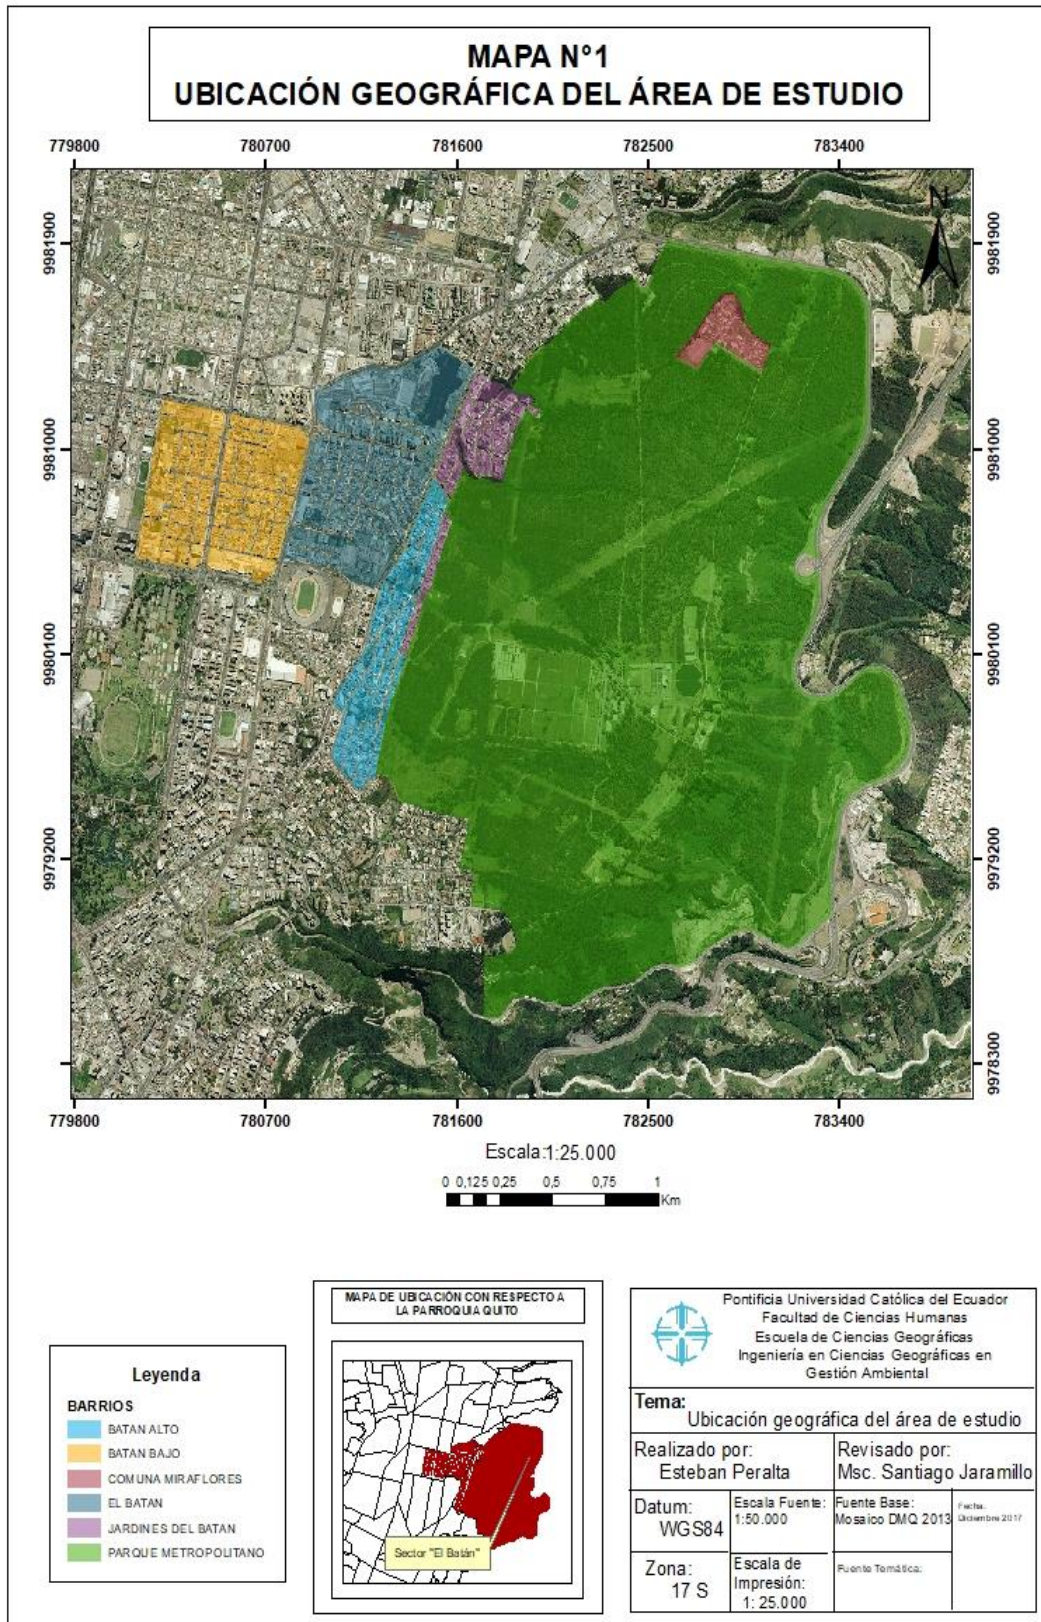 MAPA N°1
UBICACIÓN GEOGRÁFICA DEL ÁREA DE ESTUDIO
779800 780700 781600 782500 783400
N
9981900 9981900
9981000 9981000
9980100 9980100
9979200 9979200
9978300 9978300
779800 780700 781600 782500 783400
Escala:1:25.000
0 0,125 0,25 0,5 0,75 1
Km
Leyenda
BARRIOS
BATAN ALTO
BATAN BAJO
COMUNA MIRAFLORES
EL BATAN
JARDINES DEL BATAN
PARQUE METROPOLITANO
MAPA DE UBICACIÓN CON RESPECTO A
LA PARROQUIA QUITO
Sector "El Batán"
Pontificia Universidad Católica del Ecuador
Facultad de Ciencias Humanas
Escuela de Ciencias Geográficas
Ingeniería en Ciencias Geográficas en
Gestión Ambiental
Tema:
Ubicación geográfica del área de estudio
Realizado por:
Esteban Peralta
Revisado por:
Msc. Santiago Jaramillo
Datum:
WGS84
Escala Fuente:
1:50.000
Fuente Base:
Mosaico DMQ 2013
Fecha:
Diciembre 2017
Zona:
17 S
Escala de
Impresión:
1: 25.000
Fuente Temática: